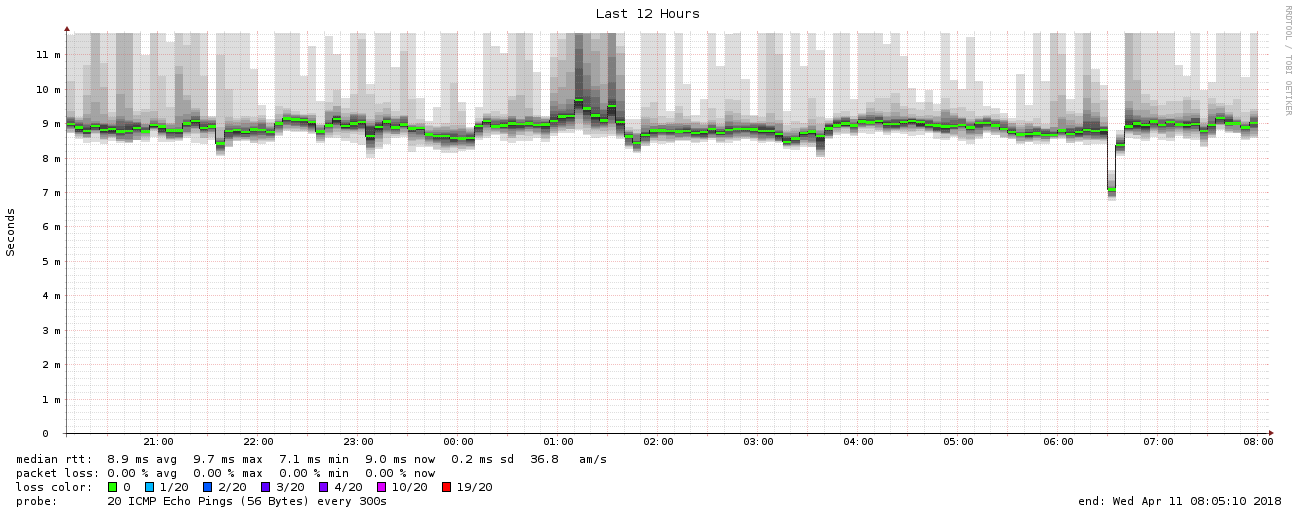 Last 12 Hours
RRDTOOL / TOBI OETIKER
Seconds
11 m
10 m
9 m
8 m
7 m
6 m
5 m
4 m
3 m
2 m
1 m
0
21:00 22:00 23:00 00:00 01:00 02:00 03:00 04:00 05:00 06:00 07:00 08:00
median rtt: 8.9 ms avg 9.7 ms max 7.1 ms min 9.0 ms now 0.2 ms sd 36.8 am/s
packet loss: 0.00 % avg 0.00 % max 0.00 % min 0.00 % now
loss color: 0 1/20 2/20 3/20 4/20 10/20 19/20
probe: 20 ICMP Echo Pings (56 Bytes) every 300s end: Wed Apr 11 08:05:10 2018